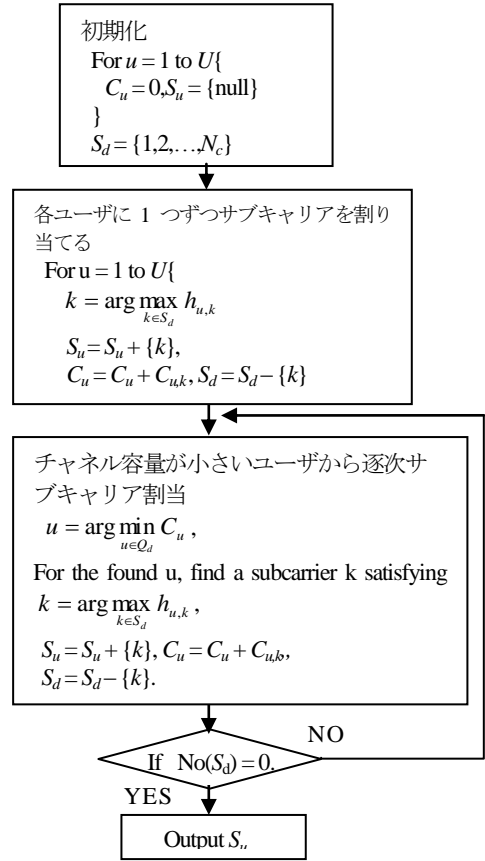 初期化
For u = 1 to U{
C_u = 0,S_u = {null}
}
S_d = {1,2,…,N_c}
各ユーザに 1 つずつサブキャリアを割り
当てる
For u = 1 to U{
k = arg max_{k∈S_d} h_{u,k}
S_u = S_u + {k},
C_u = C_u + C_{u,k}, S_d = S_d − {k}
チャネル容量が小さいユーザから逐次サ
ブキャリア割当
u = arg min_{u∈Q_d} C_u ,
For the found u, find a subcarrier k satisfying
k = arg max_{k∈S_d} h_{u,k} ,
S_u = S_u + {k}, C_u = C_u + C_{u,k},
S_d = S_d − {k}.
NO
If No(S_d) = 0.
YES
Output S_u